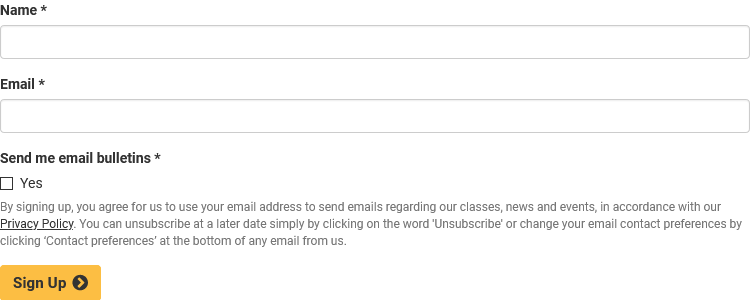 Name *
Email *
Send me email bulletins *
Yes
By signing up, you agree for us to use your email address to send emails regarding our classes, news and events, in accordance with our
Privacy Policy. You can unsubscribe at a later date simply by clicking on the word 'Unsubscribe' or change your email contact preferences by
clicking ‘Contact preferences’ at the bottom of any email from us.
Sign Up